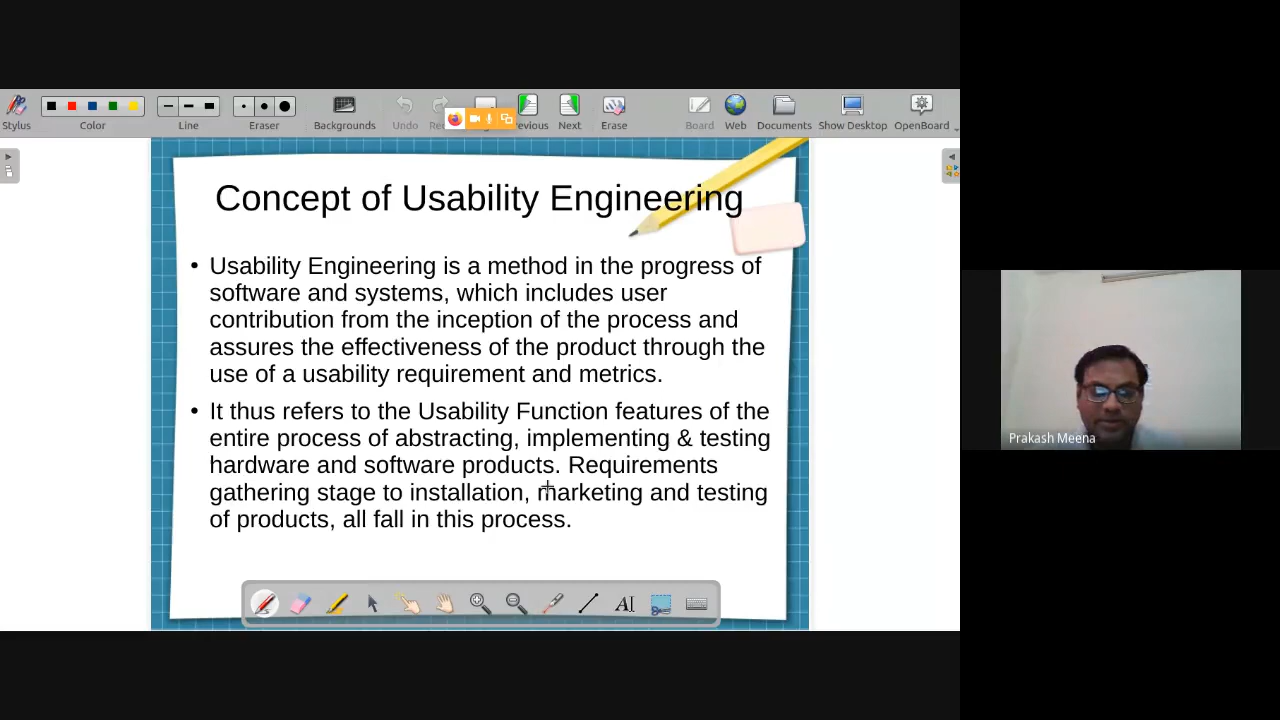 Stylus
Color
Line
Eraser
Backgrounds
Undo
Next
Erase
Board
Web
Documents
Show Desktop
OpenBoard
Concept of Usability Engineering
• Usability Engineering is a method in the progress of
software and systems, which includes user
contribution from the inception of the process and
assures the effectiveness of the product through the
use of a usability requirement and metrics.
• It thus refers to the Usability Function features of the
entire process of abstracting, implementing & testing
hardware and software products. Requirements
gathering stage to installation, marketing and testing
of products, all fall in this process.
Prakash Meena